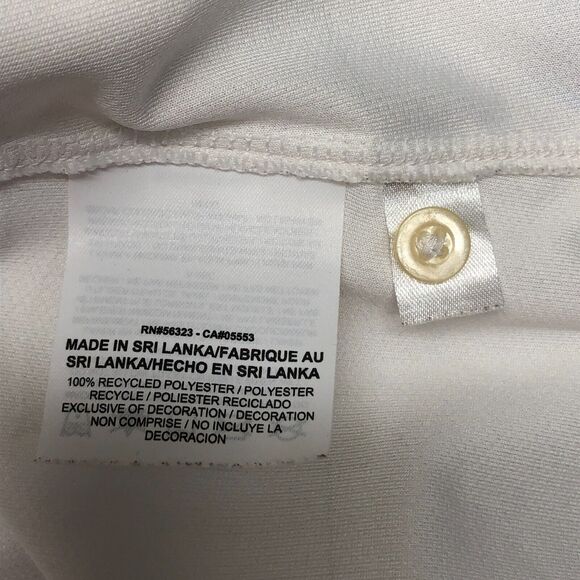 RN#56323 - CA#05553
MADE IN SRI LANKA/FABRIQUE AU
SRI LANKA/HECHO EN SRI LANKA
100% RECYCLED POLYESTER / POLYESTER
RECYCLE / POLIESTER RECICLADO
EXCLUSIVE OF DECORATION / DECORATION
NON COMPRISE / NO INCLUYE LA
DECORACION